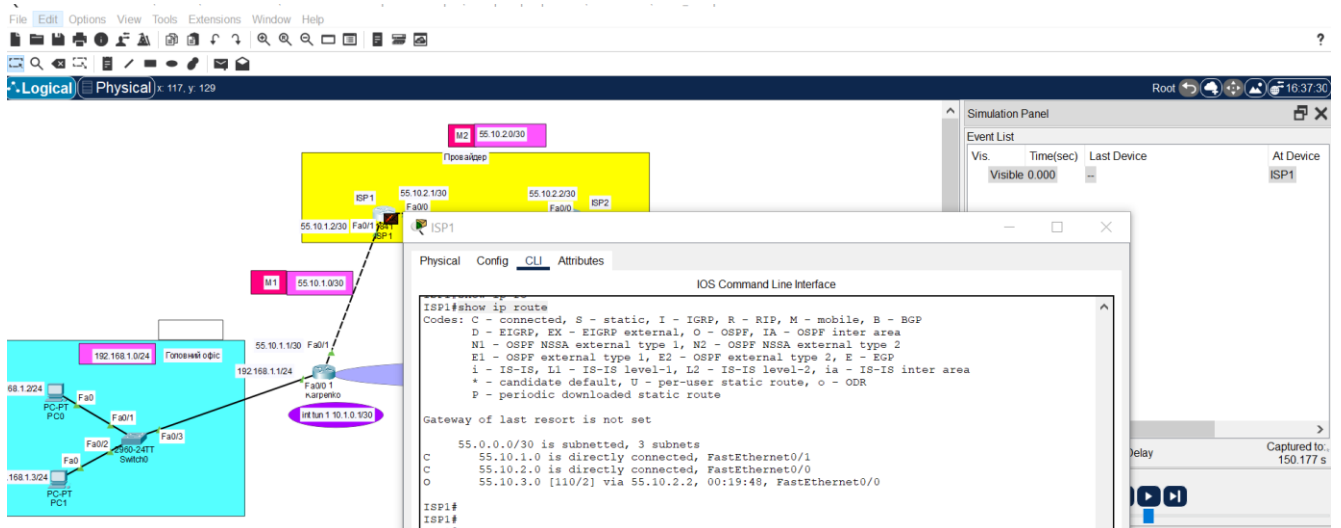 File Edit Options View Tools Extensions Window Help
?
Logical Physical x: 117, y: 129
Root 16:37:30
Simulation Panel
Event List
Vis. Time(sec) Last Device At Device
Visible 0.000 -- ISP1
M2 55.10.2.0/30
Провайдер
ISP1 55.10.2.1/30 55.10.2.2/30 ISP2
Fa0/0 Fa0/0
55.10.1.2/30 Fa0/1
ISP1
M1 55.10.1.0/30
192.168.1.0/24 Головний офіс
55.10.1.1/30 Fa0/1
192.168.1.1/24
Fa0/0 1
Karpenko
int tun 1 10.1.0.1/30
68.1.2/24
Fa0
PC-PT
PC0
Fa0/1
Fa0/2
Fa0/3
2960-24TT
Switch0
Fa0
.168.1.3/24
PC-PT
PC1
ISP1
Physical Config CLI Attributes
IOS Command Line Interface
ISP1#show ip route
Codes: C - connected, S - static, I - IGRP, R - RIP, M - mobile, B - BGP
D - EIGRP, EX - EIGRP external, O - OSPF, IA - OSPF inter area
N1 - OSPF NSSA external type 1, N2 - OSPF NSSA external type 2
E1 - OSPF external type 1, E2 - OSPF external type 2, E - EGP
i - IS-IS, L1 - IS-IS level-1, L2 - IS-IS level-2, ia - IS-IS inter area
* - candidate default, U - per-user static route, o - ODR
P - periodic downloaded static route
Gateway of last resort is not set
55.0.0.0/30 is subnetted, 3 subnets
C 55.10.1.0 is directly connected, FastEthernet0/1
C 55.10.2.0 is directly connected, FastEthernet0/0
O 55.10.3.0 [110/2] via 55.10.2.2, 00:19:48, FastEthernet0/0
ISP1#
ISP1#
Delay
Captured to:
150.177 s